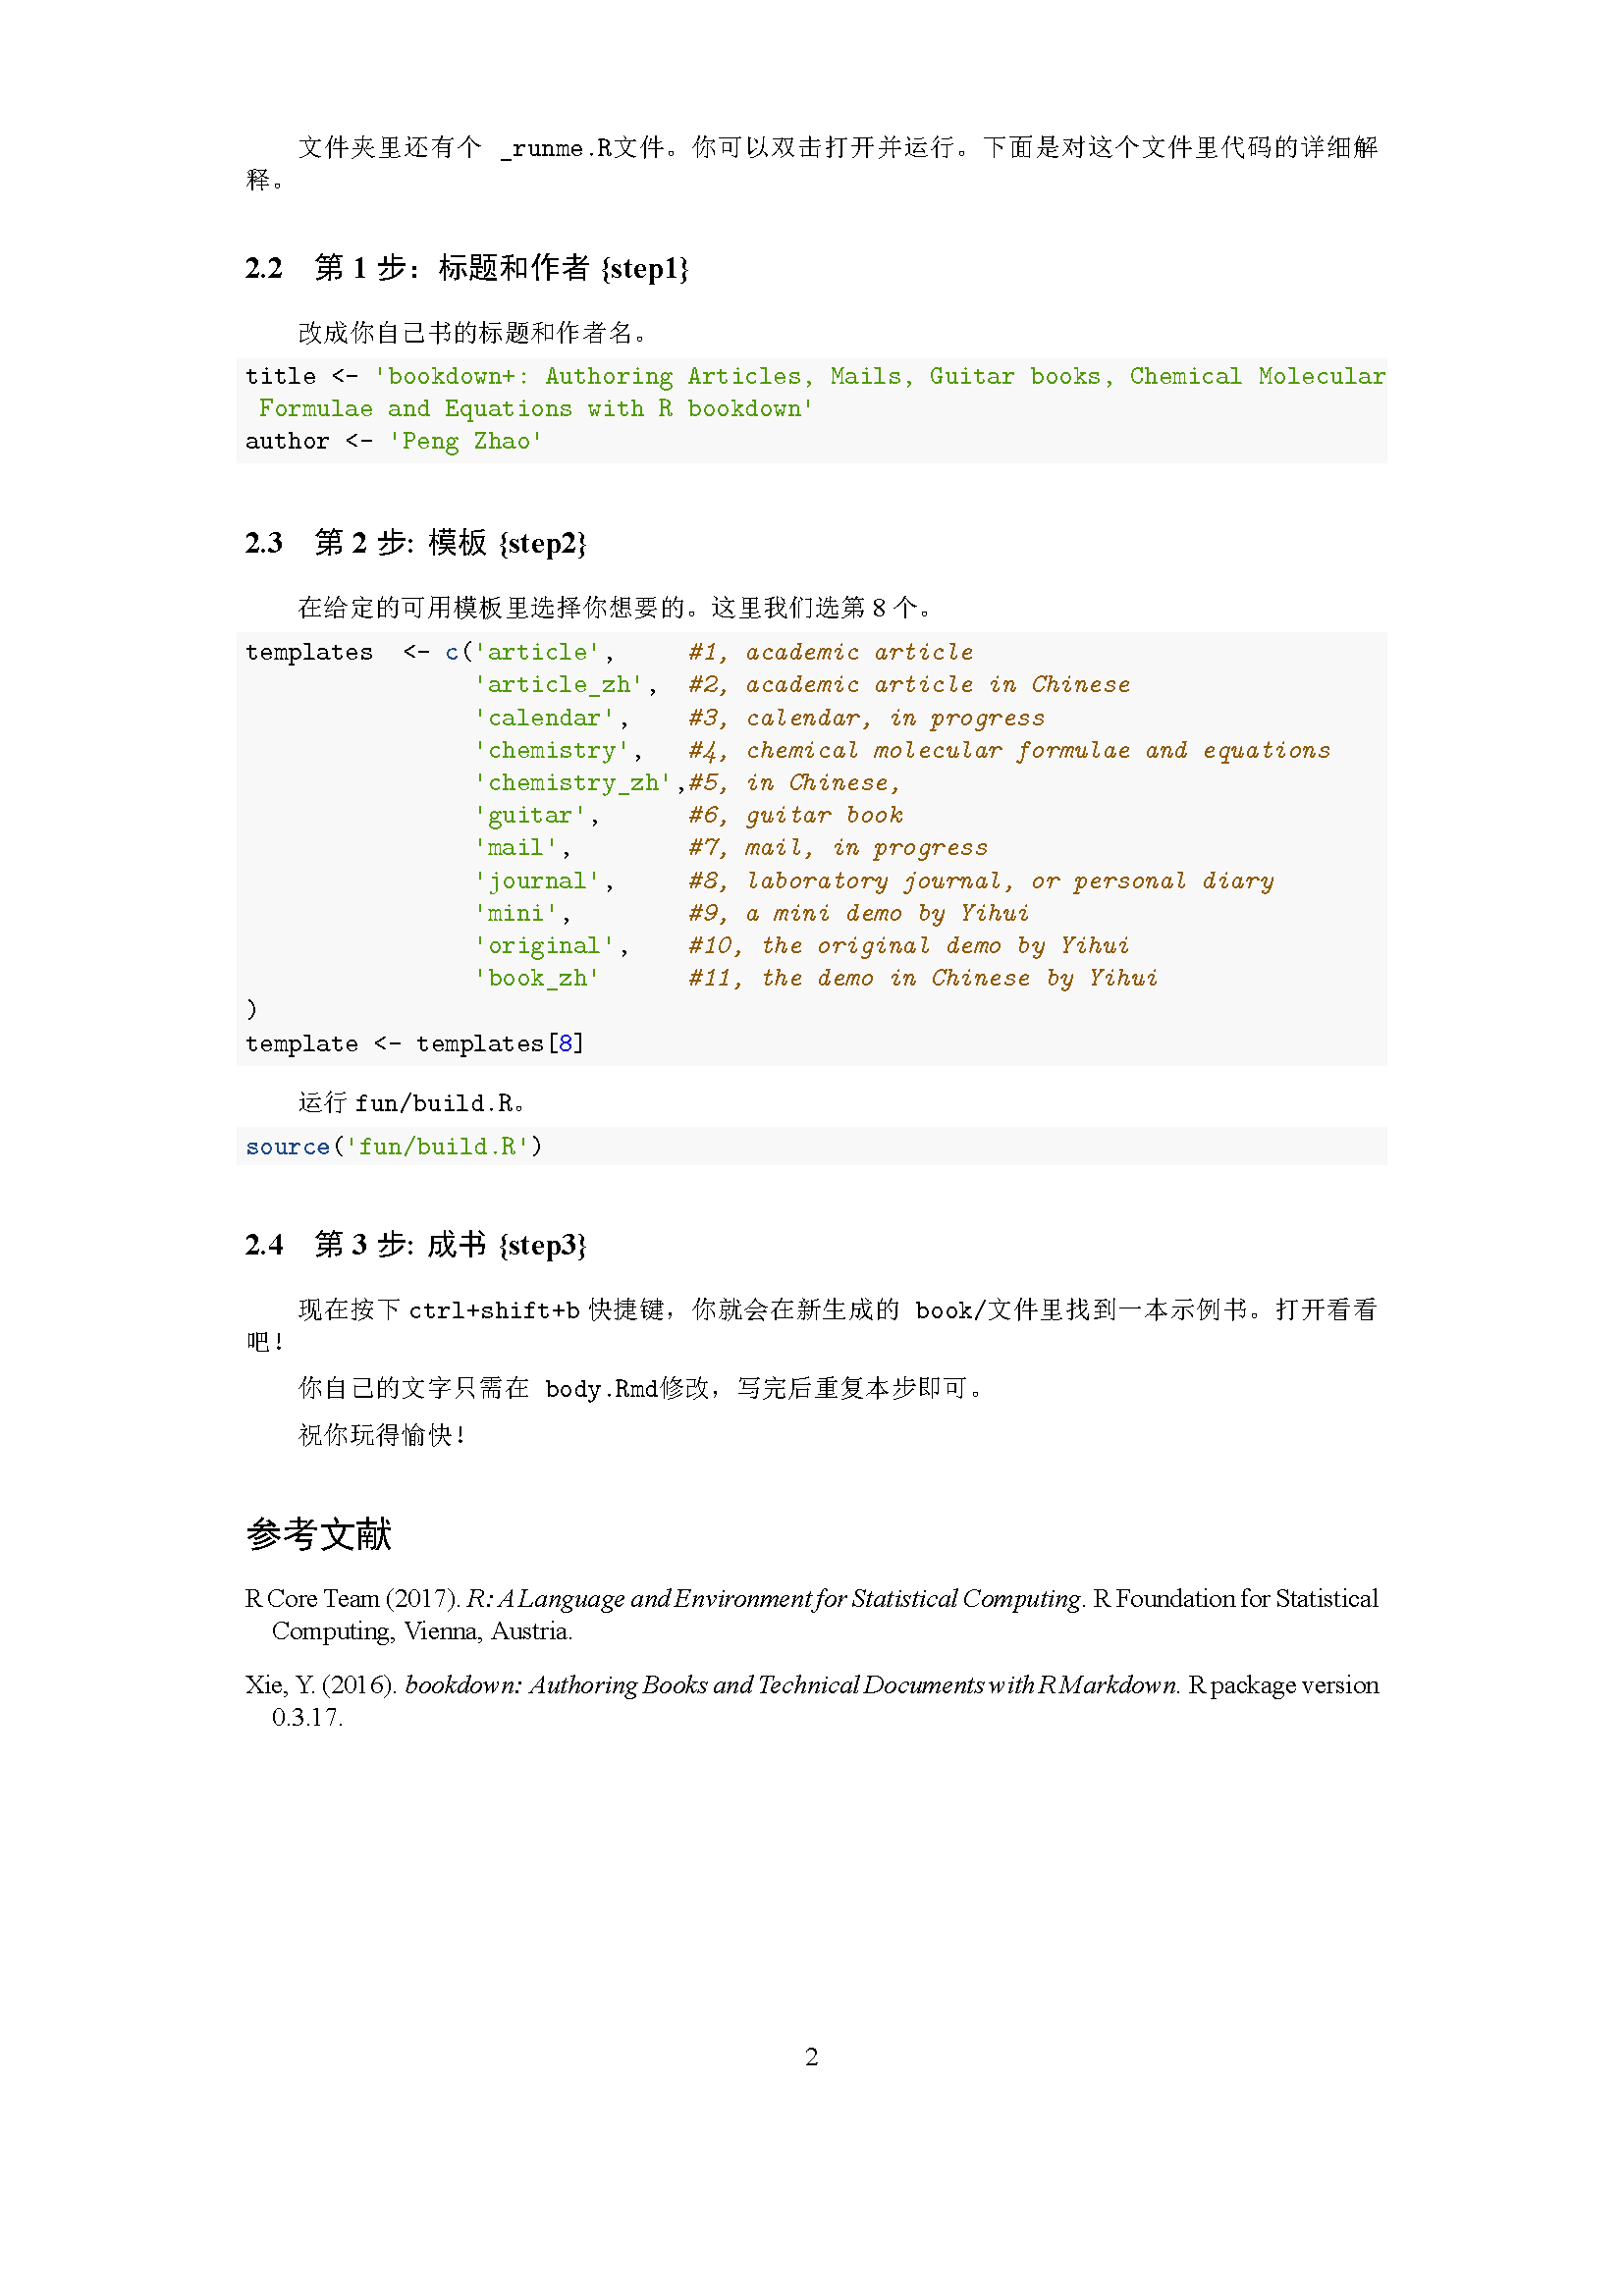 文件夹里还有个 _runme.R文件。你可以双击打开并运行。下面是对这个文件里代码的详细解
释。
2.2 第 1 步：标题和作者 {step1}
改成你自己书的标题和作者名。
title <- 'bookdown+: Authoring Articles, Mails, Guitar books, Chemical Molecular
 Formulae and Equations with R bookdown'
author <- 'Peng Zhao'
2.3 第 2 步: 模板 {step2}
在给定的可用模板里选择你想要的。这里我们选第 8 个。
templates  <- c('article',     #1, academic article
                'article_zh',  #2, academic article in Chinese
                'calendar',    #3, calendar, in progress
                'chemistry',   #4, chemical molecular formulae and equations
                'chemistry_zh',#5, in Chinese,
                'guitar',      #6, guitar book
                'mail',        #7, mail, in progress
                'journal',     #8, laboratory journal, or personal diary
                'mini',        #9, a mini demo by Yihui
                'original',    #10, the original demo by Yihui
                'book_zh'      #11, the demo in Chinese by Yihui
)
template <- templates[8]
运行 fun/build.R。
source('fun/build.R')
2.4 第 3 步: 成书 {step3}
现在按下 ctrl+shift+b 快捷键，你就会在新生成的 book/文件里找到一本示例书。打开看看
吧！
你自己的文字只需在 body.Rmd修改，写完后重复本步即可。
祝你玩得愉快！
参考文献
R Core Team (2017). R: A Language and Environment for Statistical Computing. R Foundation for Statistical
Computing, Vienna, Austria.
Xie, Y. (2016). bookdown: Authoring Books and Technical Documents with R Markdown. R package version
0.3.17.
2